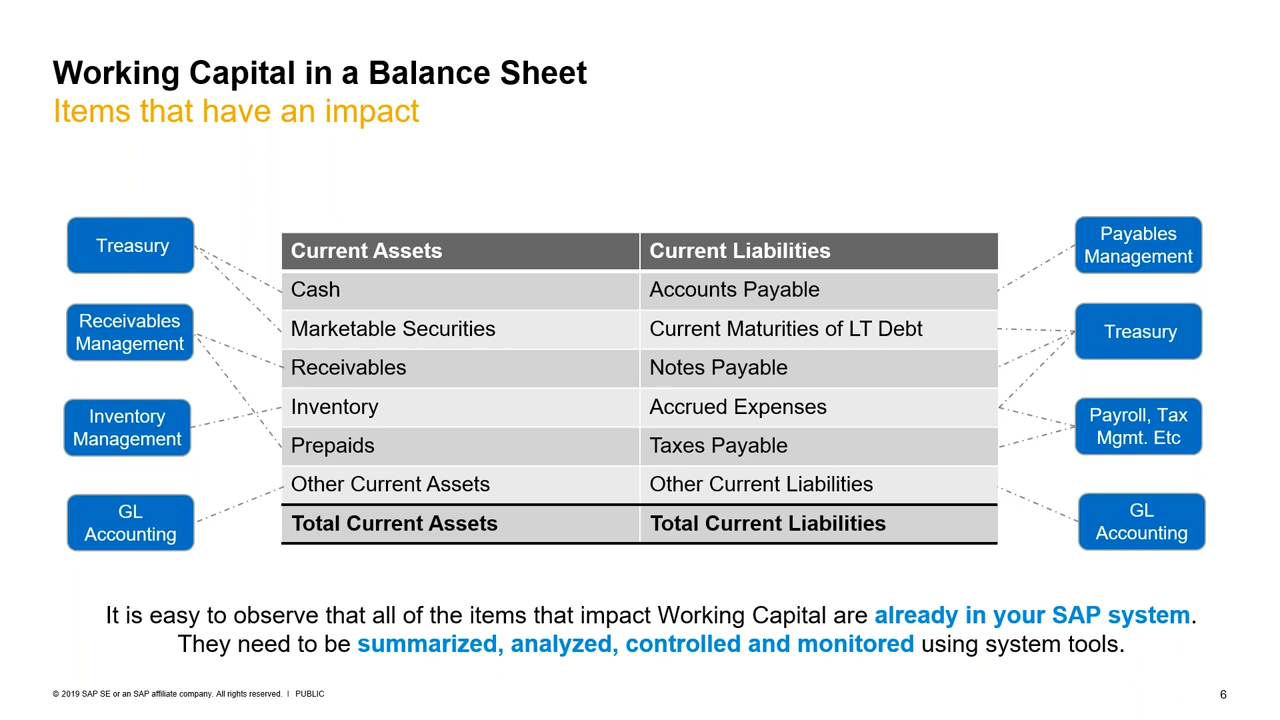 Working Capital in a Balance Sheet
Items that have an impact
Treasury
Receivables
Management
Inventory
Management
GL
Accounting
Current Assets Current Liabilities
Cash Accounts Payable
Marketable Securities Current Maturities of LT Debt
Receivables Notes Payable
Inventory Accrued Expenses
Prepaids Taxes Payable
Other Current Assets Other Current Liabilities
Total Current Assets Total Current Liabilities
Payables
Management
Treasury
Payroll, Tax
Mgmt. Etc
GL
Accounting
It is easy to observe that all of the items that impact Working Capital are already in your SAP system.
They need to be summarized, analyzed, controlled and monitored using system tools.
© 2019 SAP SE or an SAP affiliate company. All rights reserved. I PUBLIC
6